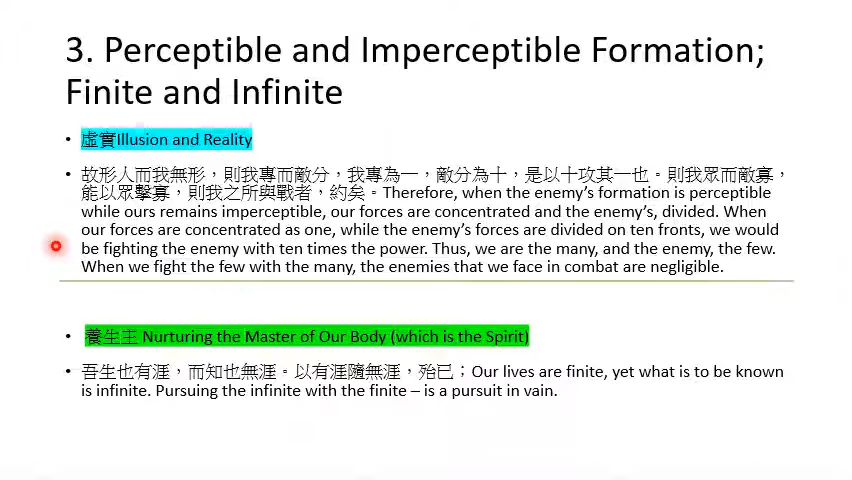 3. Perceptible and Imperceptible Formation;
Finite and Infinite
• 虛實Illusion and Reality
• 故形人而我無形，則我專而敵分，我專為一，敵分為十，是以十攻其一也。則我眾而敵寡，
能以眾擊寡，則我之所與戰者，約矣。Therefore, when the enemy’s formation is perceptible
while ours remains imperceptible, our forces are concentrated and the enemy’s, divided. When
our forces are concentrated as one, while the enemy’s forces are divided on ten fronts, we would
be fighting the enemy with ten times the power. Thus, we are the many, and the enemy, the few.
When we fight the few with the many, the enemies that we face in combat are negligible.
• 養生主 Nurturing the Master of Our Body (which is the Spirit)
• 吾生也有涯，而知也無涯。以有涯隨無涯，殆已；Our lives are finite, yet what is to be known
is infinite. Pursuing the infinite with the finite – is a pursuit in vain.